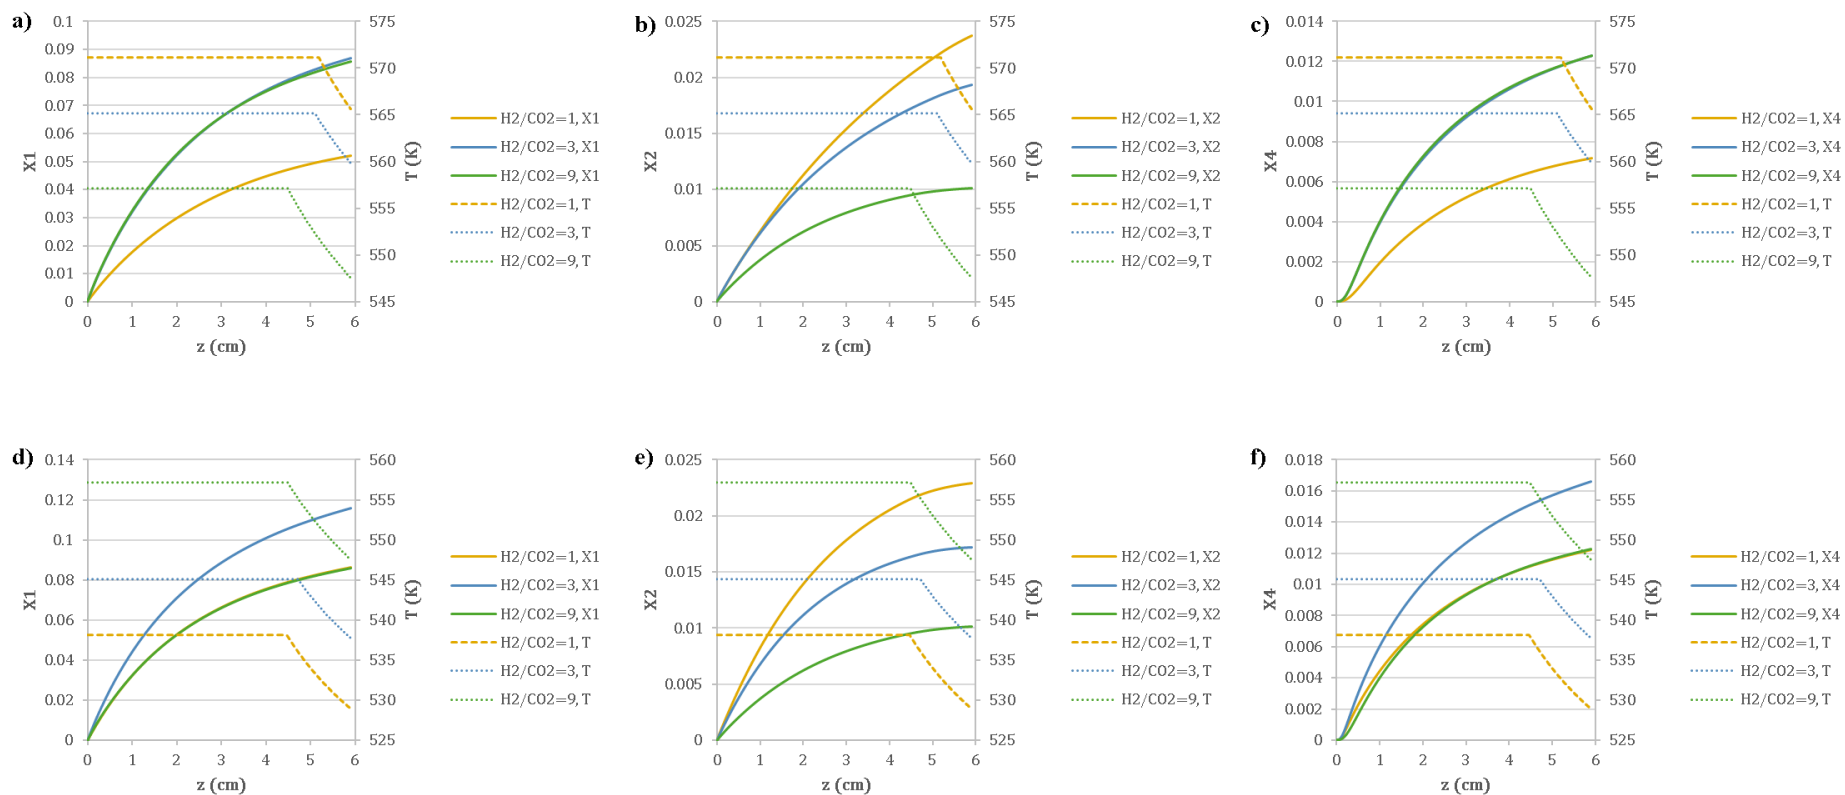 a)
X1
0.1
0.09
0.08
0.07
0.06
0.05
0.04
0.03
0.02
0.01
0
575
570
565
560
555
550
545
T (K)
0 1 2 3 4 5 6
z (cm)
H2/CO2=1, X1
H2/CO2=3, X1
H2/CO2=9, X1
H2/CO2=1, T
H2/CO2=3, T
H2/CO2=9, T
b)
X2
0.025
0.02
0.015
0.01
0.005
0
575
570
565
560
555
550
545
T (K)
0 1 2 3 4 5 6
z (cm)
H2/CO2=1, X2
H2/CO2=3, X2
H2/CO2=9, X2
H2/CO2=1, T
H2/CO2=3, T
H2/CO2=9, T
c)
X4
0.014
0.012
0.01
0.008
0.006
0.004
0.002
0
575
570
565
560
555
550
545
T (K)
0 1 2 3 4 5 6
z (cm)
H2/CO2=1, X4
H2/CO2=3, X4
H2/CO2=9, X4
H2/CO2=1, T
H2/CO2=3, T
H2/CO2=9, T
d)
X1
0.14
0.12
0.1
0.08
0.06
0.04
0.02
0
560
555
550
545
540
535
530
525
T (K)
0 1 2 3 4 5 6
z (cm)
H2/CO2=1, X1
H2/CO2=3, X1
H2/CO2=9, X1
H2/CO2=1, T
H2/CO2=3, T
H2/CO2=9, T
e)
X2
0.025
0.02
0.015
0.01
0.005
0
560
555
550
545
540
535
530
525
T (K)
0 1 2 3 4 5 6
z (cm)
H2/CO2=1, X2
H2/CO2=3, X2
H2/CO2=9, X2
H2/CO2=1, T
H2/CO2=3, T
H2/CO2=9, T
f)
X4
0.018
0.016
0.014
0.012
0.01
0.008
0.006
0.004
0.002
0
560
555
550
545
540
535
530
525
T (K)
0 1 2 3 4 5 6
z (cm)
H2/CO2=1, X4
H2/CO2=3, X4
H2/CO2=9, X4
H2/CO2=1, T
H2/CO2=3, T
H2/CO2=9, T